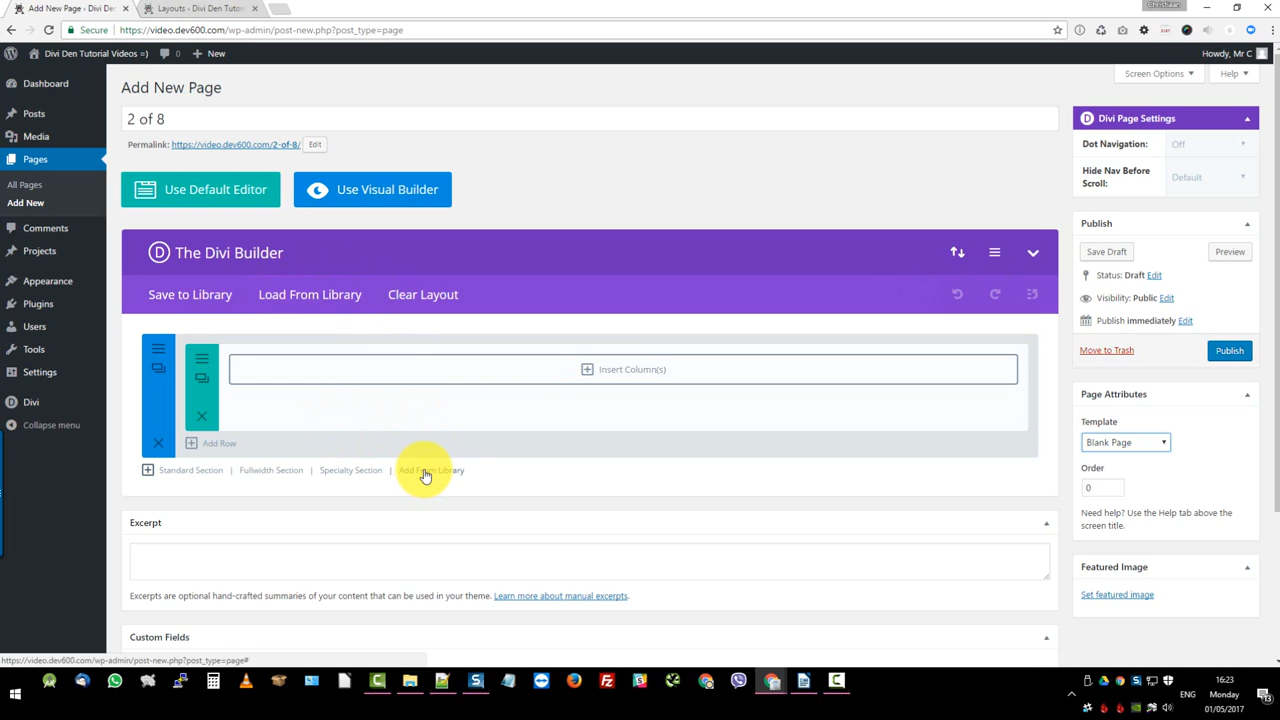 Add New Page · Divi Den
Layouts · Divi Den Tutor
Christiaan
Secure
https://video.dev600.com/wp-admin/post-new.php?post_type=page
Divi Den Tutorial Videos =)
0
New
Howdy, Mr C
Screen Options
Help
Dashboard
Posts
Media
Pages
All Pages
Add New
Comments
Projects
Appearance
Plugins
Users
Tools
Settings
Divi
Collapse menu
Add New Page
2 of 8
Permalink: https://video.dev600.com/2-of-8/ Edit
Use Default Editor
Use Visual Builder
The Divi Builder
Save to Library
Load From Library
Clear Layout
Insert Column(s)
Add Row
Standard Section | Fullwidth Section | Specialty Section | Add From Library
Excerpt
Excerpts are optional hand-crafted summaries of your content that can be used in your theme. Learn more about manual excerpts.
Custom Fields
Divi Page Settings
Dot Navigation: Off
Hide Nav Before
Scroll:
Default
Publish
Save Draft
Preview
Status: Draft Edit
Visibility: Public Edit
Publish immediately Edit
Move to Trash
Publish
Page Attributes
Template
Blank Page
Order
0
Need help? Use the Help tab above the
screen title.
Featured Image
Set featured image
https://video.dev600.com/wp-admin/post-new.php?post_type=page#
16:23
ENG
Monday
01/05/2017